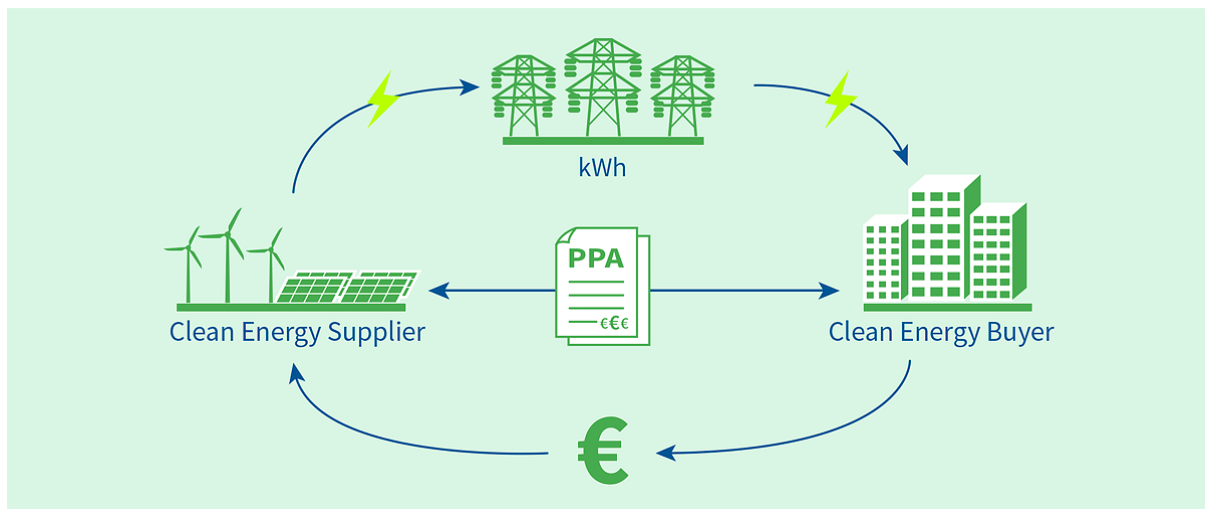 kWh
PPA
€€€
Clean Energy Supplier
Clean Energy Buyer
€